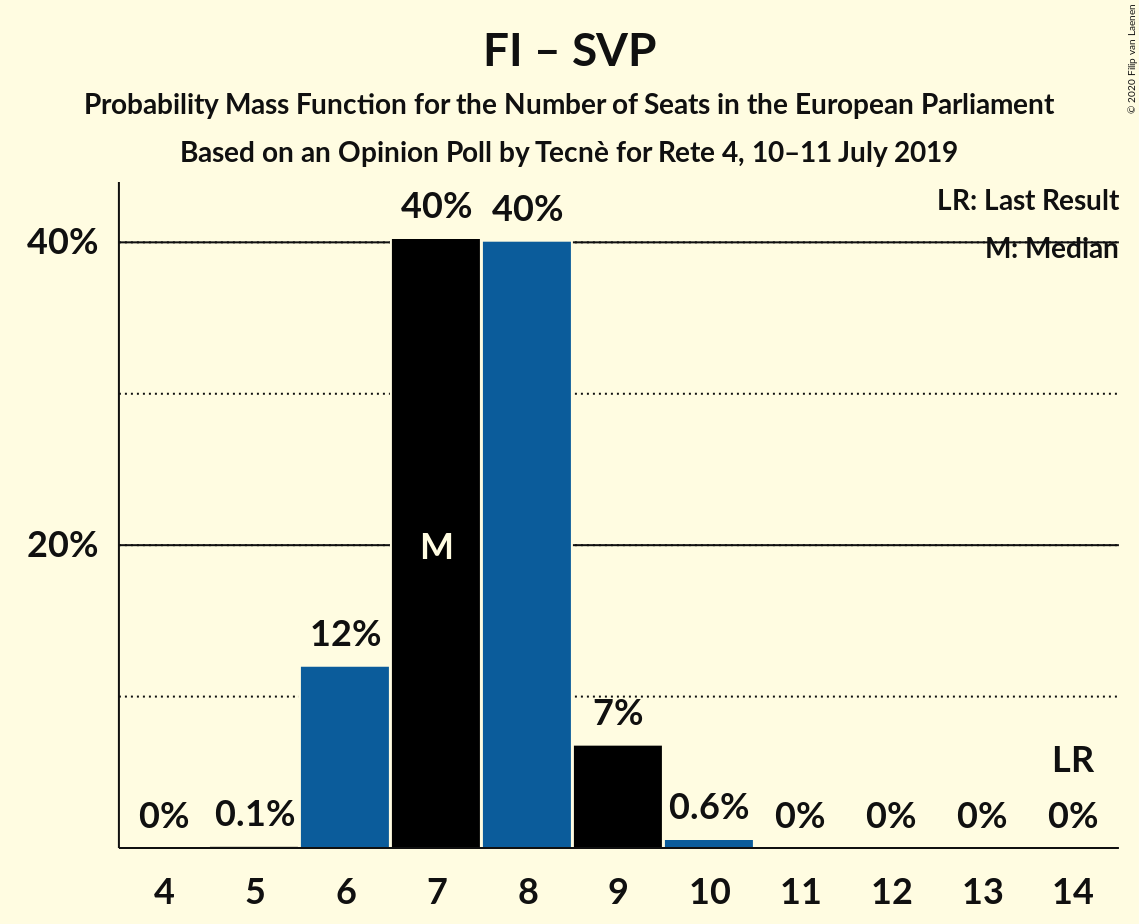 FI – SVP
Probability Mass Function for the Number of Seats in the European Parliament
Based on an Opinion Poll by Tecnè for Rete 4, 10–11 July 2019
© 2020 Filip van Laenen
LR: Last Result
M: Median
40%
20%
0%
0.1%
12%
40%
40%
7%
0.6%
0%
0%
0%
0%
M
LR
4 5 6 7 8 9 10 11 12 13 14